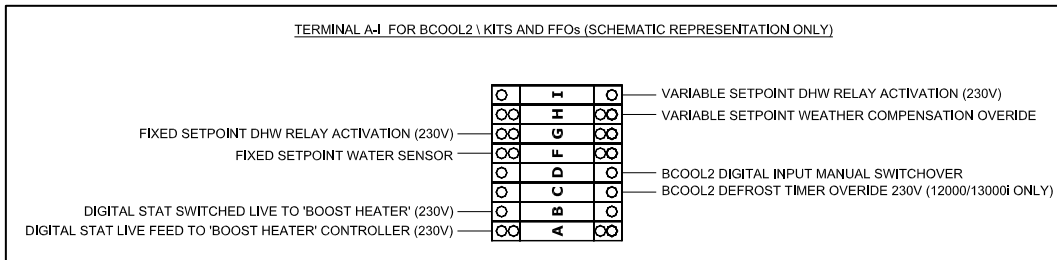 TERMINAL A-I FOR BCOOL2 \ KITS AND FFOs (SCHEMATIC REPRESENTATION ONLY)
I
VARIABLE SETPOINT DHW RELAY ACTIVATION (230V)
H
VARIABLE SETPOINT WEATHER COMPENSATION OVERIDE
FIXED SETPOINT DHW RELAY ACTIVATION (230V)
G
FIXED SETPOINT WATER SENSOR
F
D
BCOOL2 DIGITAL INPUT MANUAL SWITCHOVER
C
BCOOL2 DEFROST TIMER OVERIDE 230V (12000/13000i ONLY)
DIGITAL STAT SWITCHED LIVE TO 'BOOST HEATER' (230V)
B
DIGITAL STAT LIVE FEED TO 'BOOST HEATER' CONTROLLER (230V)
A